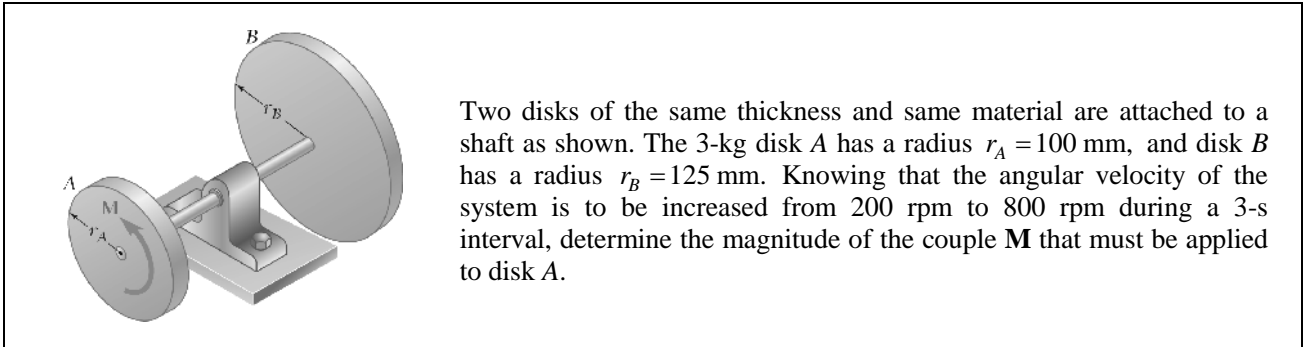 B
r_B
A
M
r_A
Two disks of the same thickness and same material are attached to a
shaft as shown. The 3-kg disk A has a radius r_A = 100 mm, and disk B
has a radius r_B = 125 mm. Knowing that the angular velocity of the
system is to be increased from 200 rpm to 800 rpm during a 3-s
interval, determine the magnitude of the couple M that must be applied
to disk A.